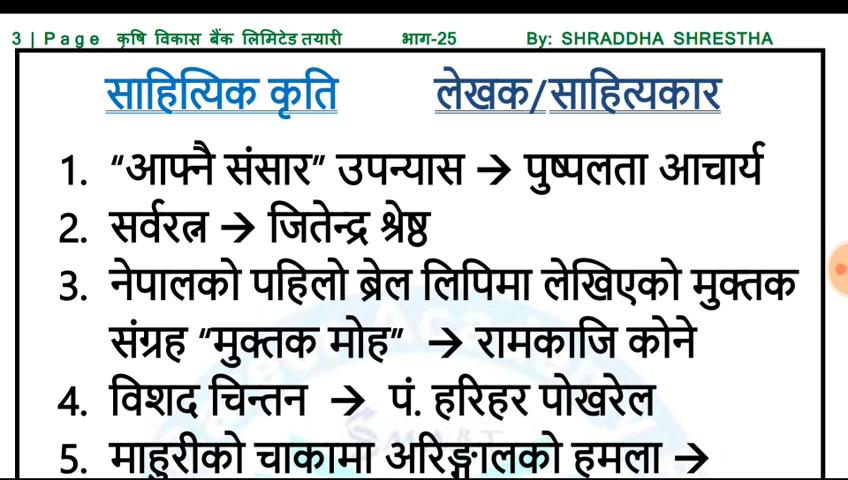 3 | P a g e कृषि विकास बैंक लिमिटेड तयारी भाग-25 By: SHRADDHA SHRESTHA
साहित्यिक कृति लेखक/साहित्यकार
1. “आफ्नै संसार” उपन्यास → पुष्पलता आचार्य
2. सर्वरत्न → जितेन्द्र श्रेष्ठ
3. नेपालको पहिलो ब्रेल लिपिमा लेखिएको मुक्तक
संग्रह “मुक्तक मोह” → रामकाजि कोने
4. विशद चिन्तन → पं. हरिहर पोखरेल
5. माहुरीको चाकामा अरिङ्गालको हमला →